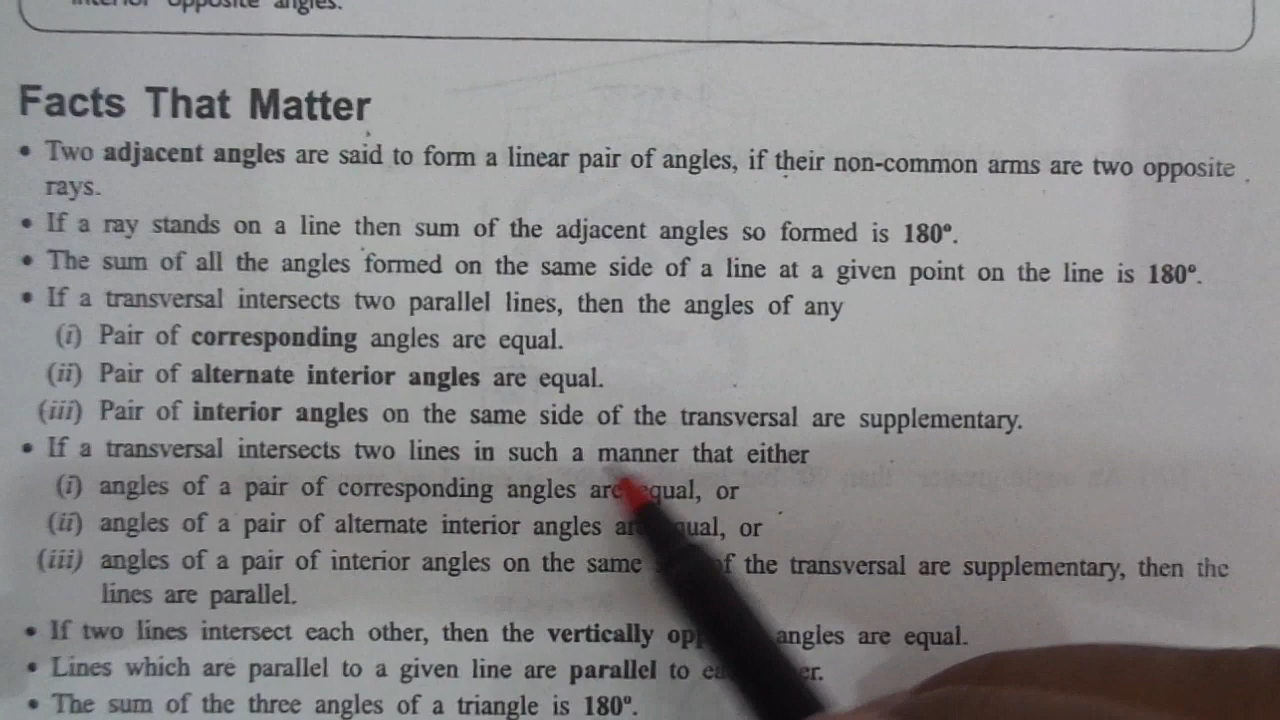 interior opposite angles.
Facts That Matter
• Two adjacent angles are said to form a linear pair of angles, if their non-common arms are two opposite
rays.
• If a ray stands on a line then sum of the adjacent angles so formed is 180°.
• The sum of all the angles formed on the same side of a line at a given point on the line is 180°.
• If a transversal intersects two parallel lines, then the angles of any
(i) Pair of corresponding angles are equal.
(ii) Pair of alternate interior angles are equal.
(iii) Pair of interior angles on the same side of the transversal are supplementary.
• If a transversal intersects two lines in such a manner that either
(i) angles of a pair of corresponding angles are equal, or
(ii) angles of a pair of alternate interior angles are equal, or
(iii) angles of a pair of interior angles on the same of the transversal are supplementary, then the
lines are parallel.
• If two lines intersect each other, then the vertically angles are equal.
• Lines which are parallel to a given line are parallel to
• The sum of the three angles of a triangle is 180°.